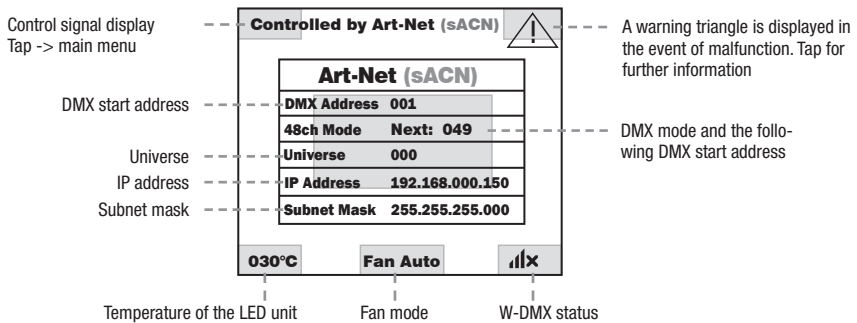 Control signal display
Tap -> main menu
Controlled by Art-Net (sACN)
A warning triangle is displayed in
the event of malfunction. Tap for
further information
Art-Net (sACN)
DMX start address
DMX Address 001
48ch Mode Next: 049
DMX mode and the follo-
wing DMX start address
Universe
Universe 000
IP address
IP Address 192.168.000.150
Subnet mask
Subnet Mask 255.255.255.000
030°C
Fan Auto
Temperature of the LED unit
Fan mode
W-DMX status